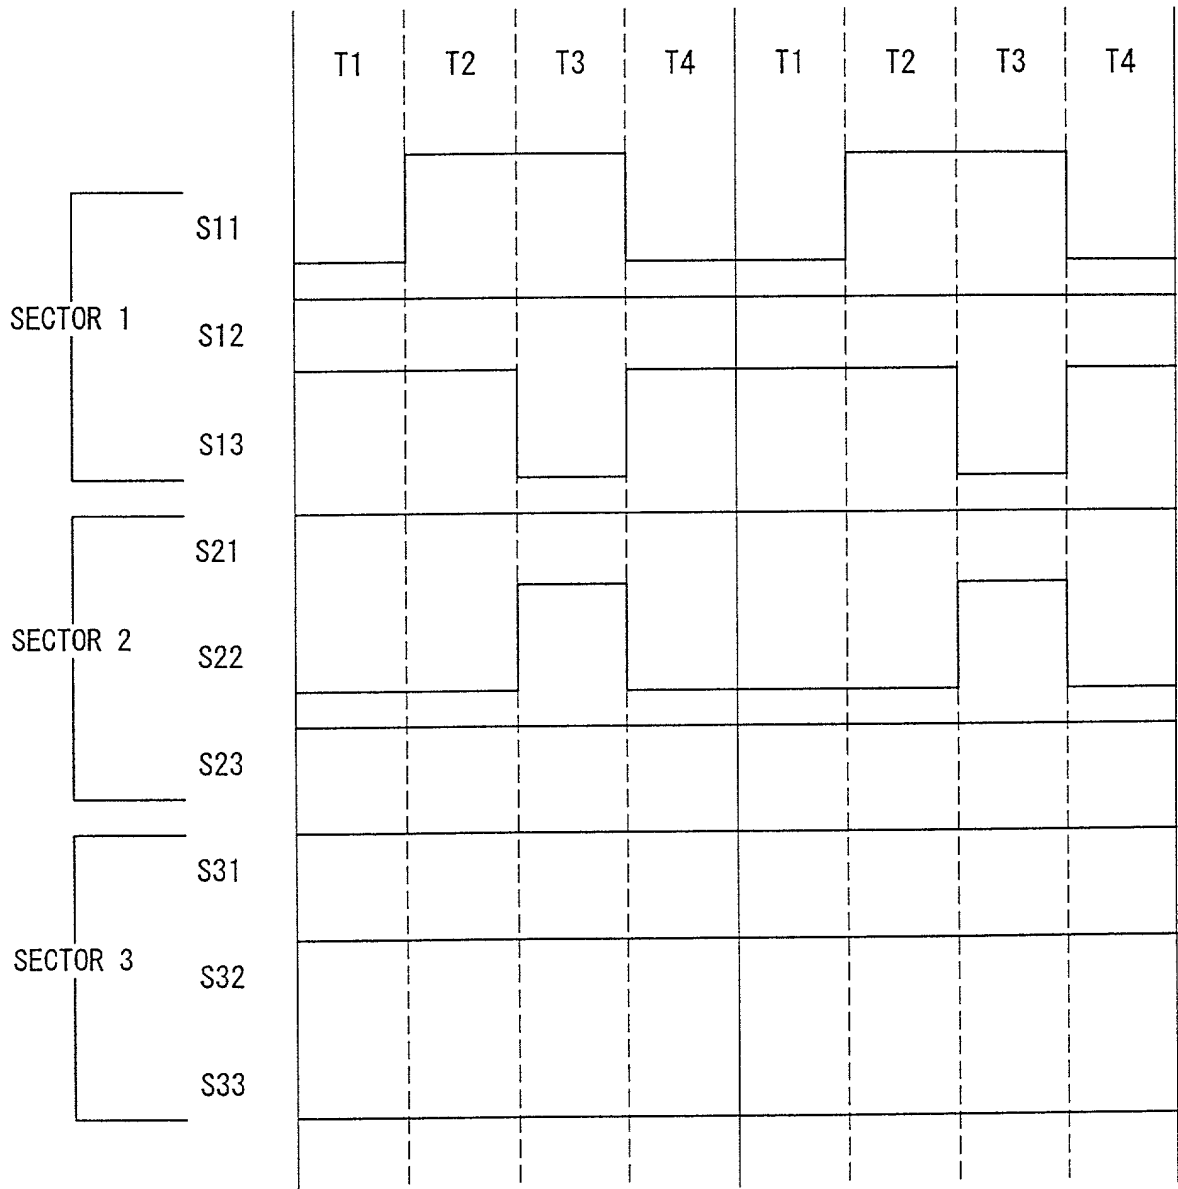 T1 T2 T3 T4 T1 T2 T3 T4
S11
SECTOR 1
S12
S13
S21
SECTOR 2
S22
S23
S31
SECTOR 3
S32
S33